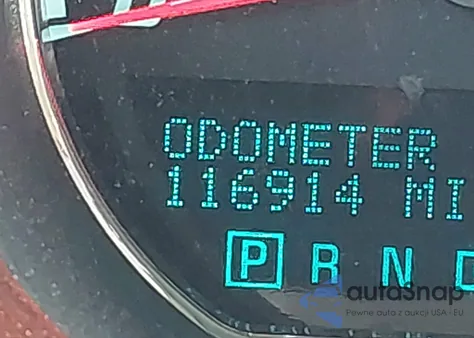 ODOMETER
116914 MI
P R N D
autoSnap
Pewne auta z aukcji USA - EU